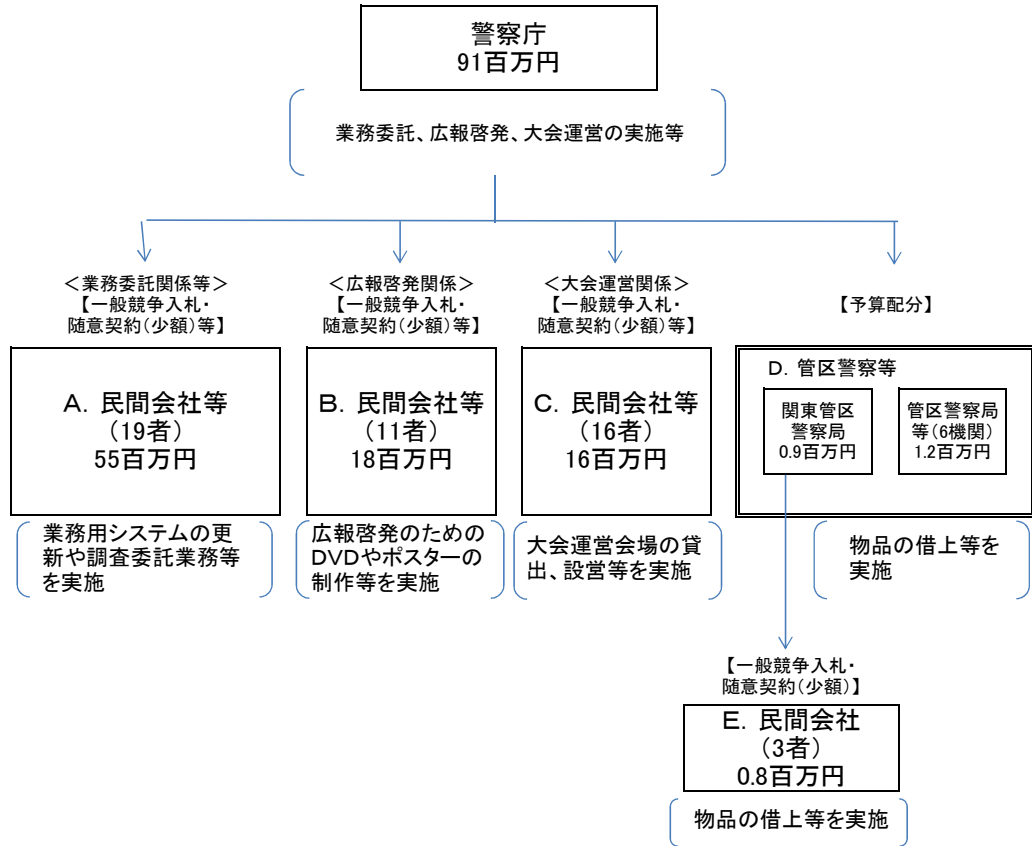 警察庁
91百万円
業務委託、広報啓発、大会運営の実施等
＜業務委託関係等＞
【一般競争入札・
随意契約(少額)等】
＜広報啓発関係＞
【一般競争入札・
随意契約(少額)等】
＜大会運営関係＞
【一般競争入札・
随意契約(少額)等】
【予算配分】
A. 民間会社等
(19者)
55百万円
B. 民間会社等
(11者)
18百万円
C. 民間会社等
(16者)
16百万円
D. 管区警察等
関東管区
警察局
0.9百万円
管区警察局
等(6機関)
1.2百万円
業務用システムの更
新や調査委託業務等
を実施
広報啓発のための
DVDやポスターの
制作等を実施
大会運営会場の貸
出、設営等を実施
物品の借上等を
実施
【一般競争入札・
随意契約(少額)】
E. 民間会社
(3者)
0.8百万円
物品の借上等を実施